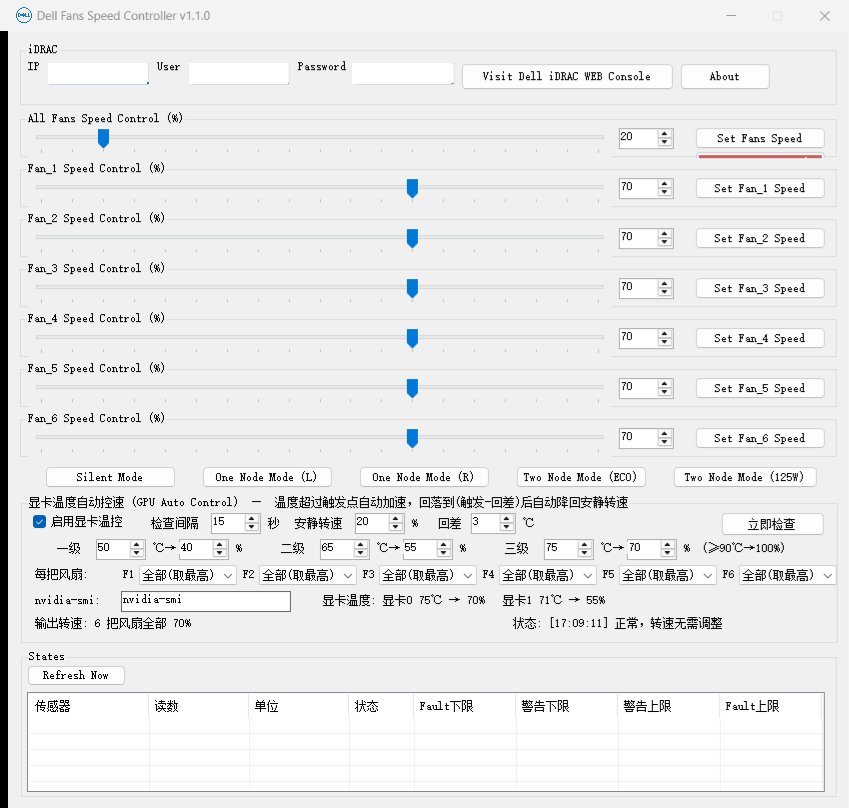 DELL Dell Fans Speed Controller v1.1.0
iDRAC
IP User Password Visit Dell iDRAC WEB Console About
All Fans Speed Control (%)
20 Set Fans Speed
Fan_1 Speed Control (%)
70 Set Fan_1 Speed
Fan_2 Speed Control (%)
70 Set Fan_2 Speed
Fan_3 Speed Control (%)
70 Set Fan_3 Speed
Fan_4 Speed Control (%)
70 Set Fan_4 Speed
Fan_5 Speed Control (%)
70 Set Fan_5 Speed
Fan_6 Speed Control (%)
70 Set Fan_6 Speed
Silent Mode One Node Mode (L) One Node Mode (R) Two Node Mode (ECO) Two Node Mode (125W)
显卡温度自动控速 (GPU Auto Control) — 温度超过触发点自动加速，回落到(触发-回差)后自动降回安静转速
启用显卡温控 检查间隔 15 秒 安静转速 20 % 回差 3 ℃ 立即检查
一级 50 ℃→ 40 % 二级 65 ℃→ 55 % 三级 75 ℃→ 70 % (≥90℃→100%)
每把风扇: F1 全部(取最高) F2 全部(取最高) F3 全部(取最高) F4 全部(取最高) F5 全部(取最高) F6 全部(取最高)
nvidia-smi: nvidia-smi 显卡温度: 显卡0 75℃ → 70% 显卡1 71℃ → 55%
输出转速: 6 把风扇全部 70% 状态: [17:09:11] 正常，转速无需调整
States
Refresh Now
传感器 读数 单位 状态 Fault下限 警告下限 警告上限 Fault上限